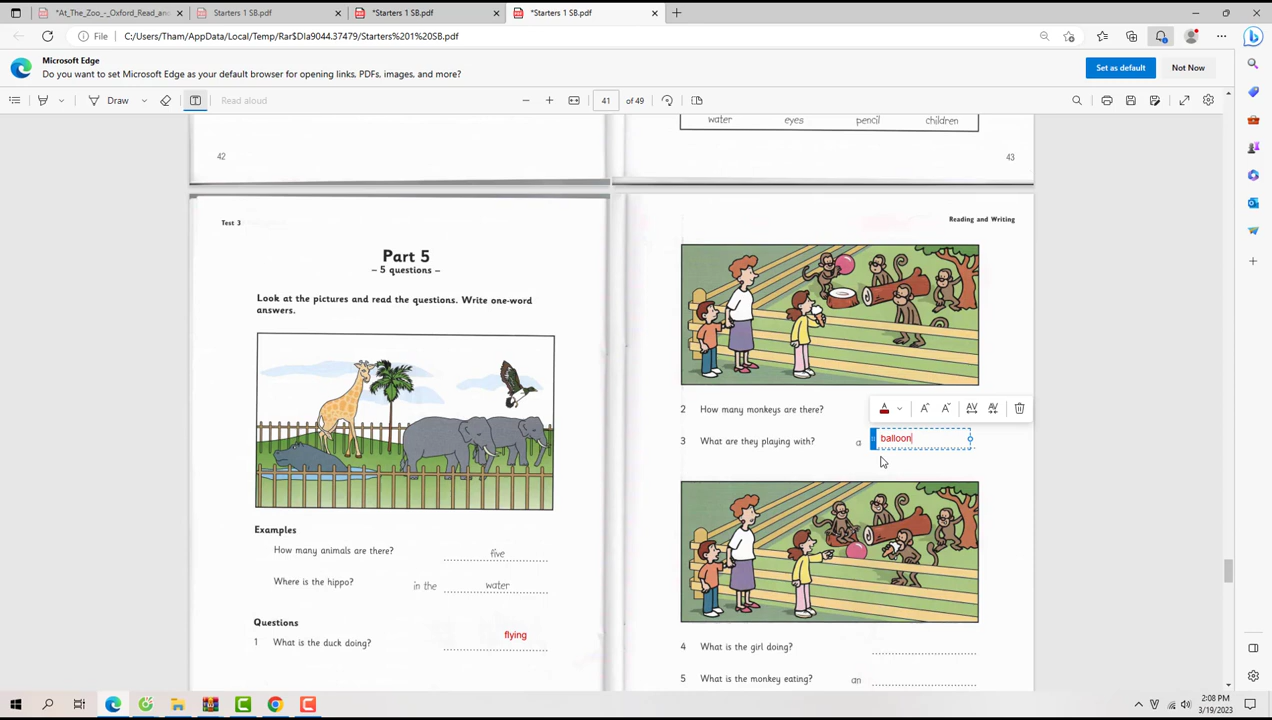 *At_The_Zoo_-_Oxford_Read_an
Starters 1 SB.pdf
*Starters 1 SB.pdf
*Starters 1 SB.pdf
File
C:/Users/Tham/AppData/Local/Temp/Rar$DIa9044.37479/Starters%201%20SB.pdf
Microsoft Edge
Do you want to set Microsoft Edge as your default browser for opening links, PDFs, images, and more?
Set as default
Not Now
Draw
Read aloud
41 of 49
42
water eyes pencil children
43
Test 3
Part 5
– 5 questions –
Look at the pictures and read the questions. Write one-word
answers.
Examples
How many animals are there? five
Where is the hippo? in the water
Questions
1 What is the duck doing? flying
Reading and Writing
2 How many monkeys are there?
3 What are they playing with? a balloon
4 What is the girl doing?
5 What is the monkey eating? an
2:08 PM
3/19/2023